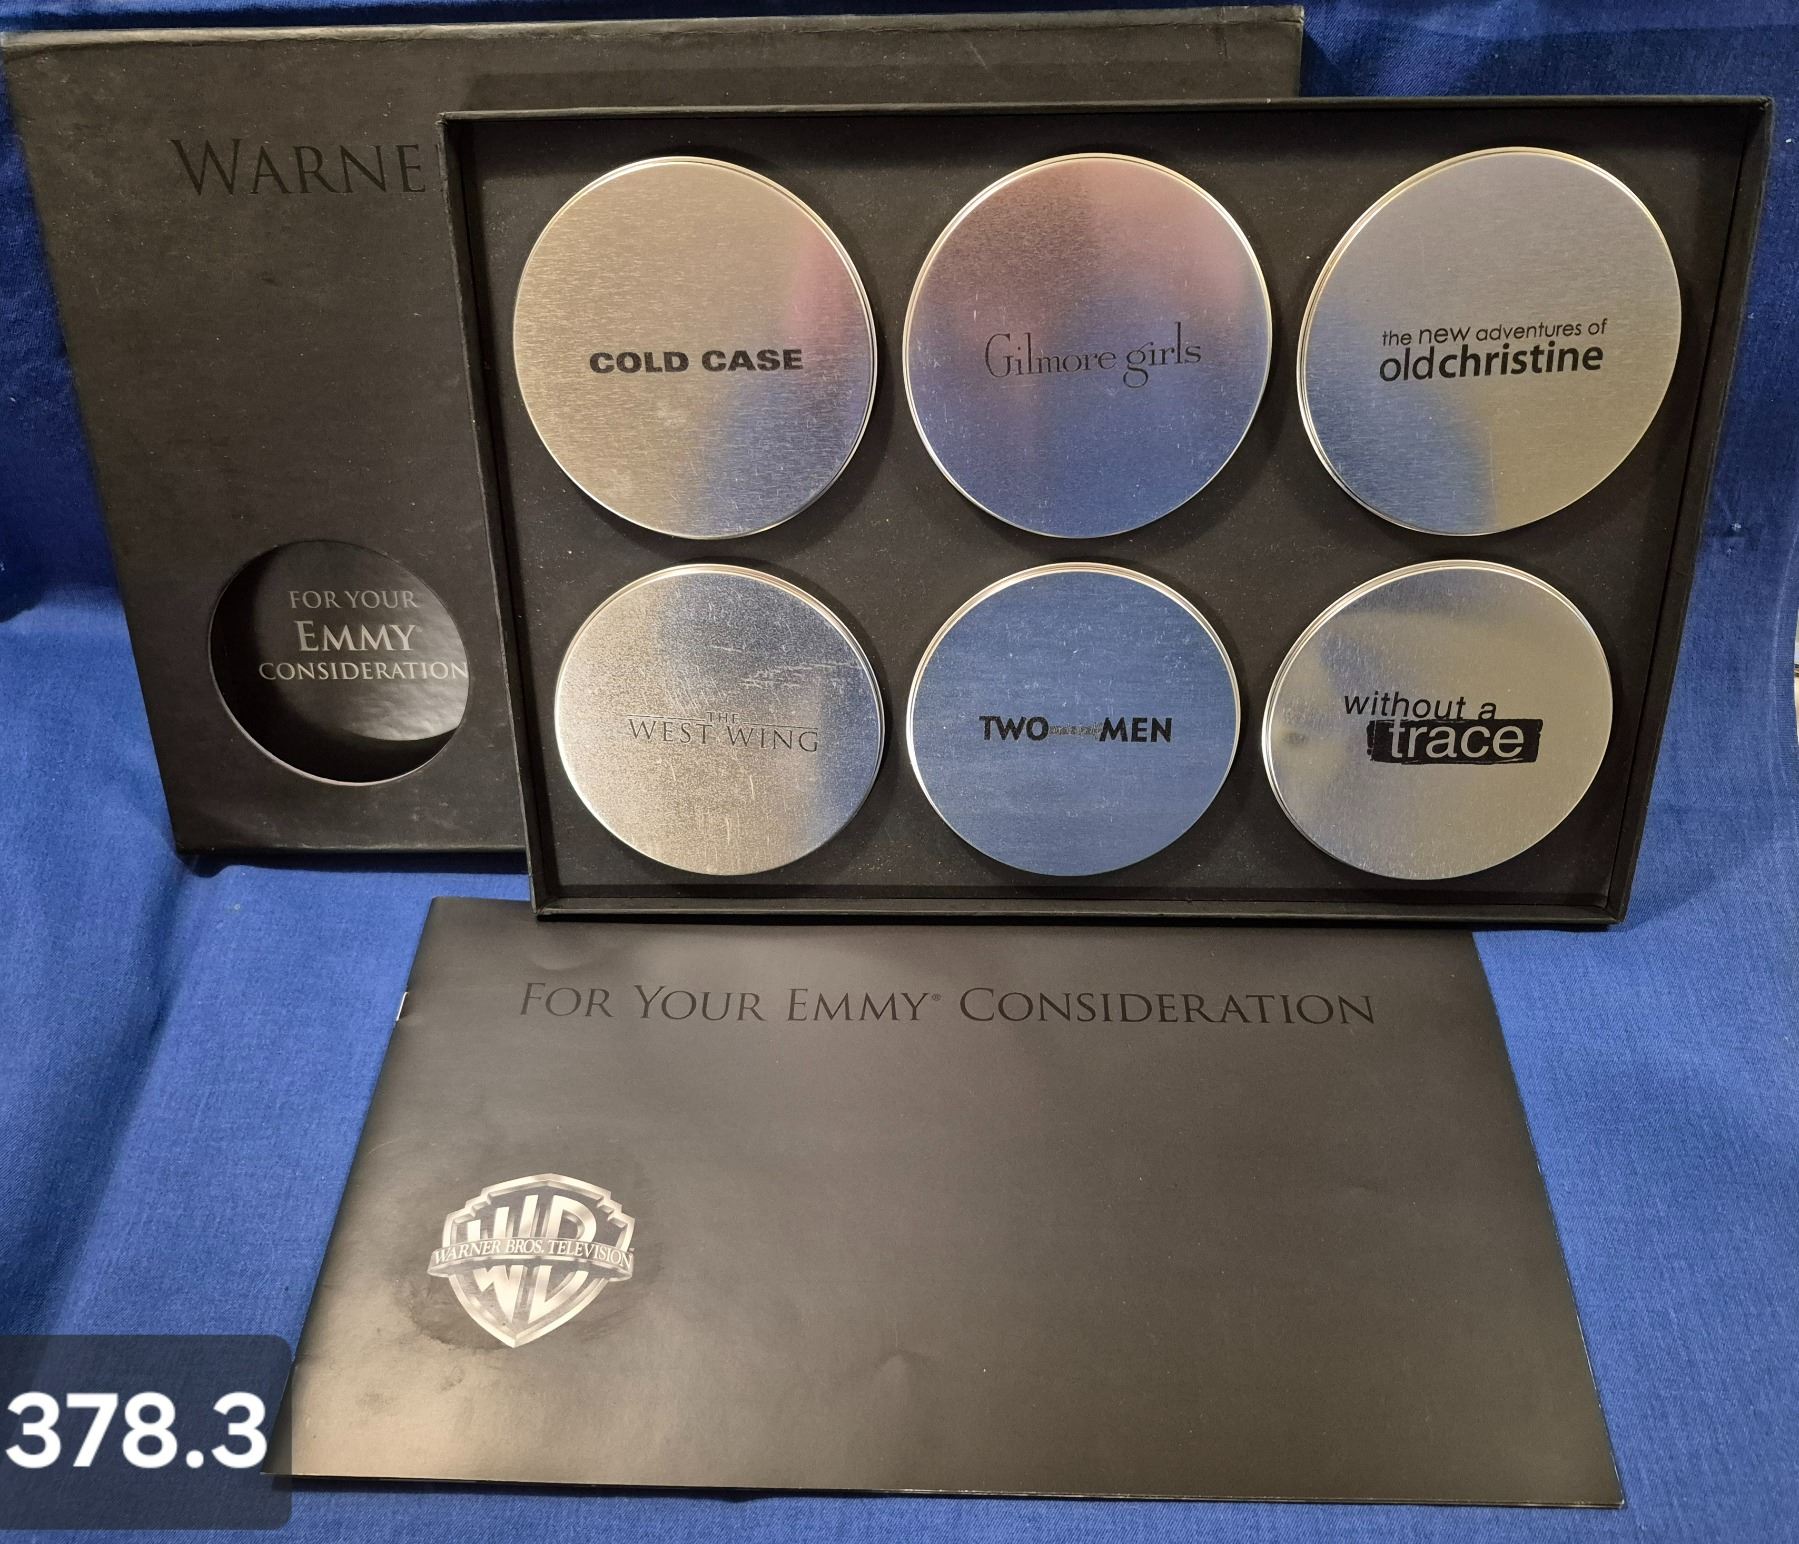 WARNE
FOR YOUR
EMMY
CONSIDERATION
COLD CASE
Gilmore girls
the new adventures of
oldchristine
THE
WEST WING
TWO MEN
without a
trace
FOR YOUR EMMY® CONSIDERATION
WB
WARNER BROS. TELEVISION
378.3